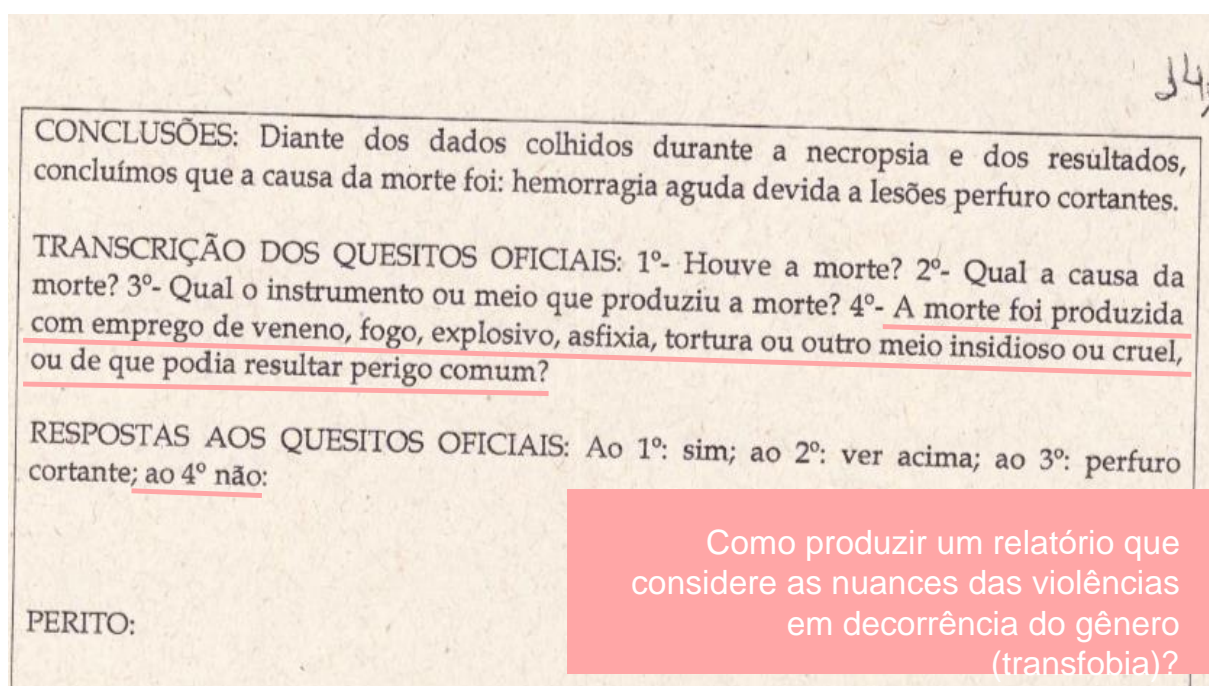 14
CONCLUSÕES: Diante dos dados colhidos durante a necropsia e dos resultados,
concluímos que a causa da morte foi: hemorragia aguda devida a lesões perfuro cortantes.
TRANSCRIÇÃO DOS QUESITOS OFICIAIS: 1º- Houve a morte? 2º- Qual a causa da
morte? 3º- Qual o instrumento ou meio que produziu a morte? 4º- A morte foi produzida
com emprego de veneno, fogo, explosivo, asfixia, tortura ou outro meio insidioso ou cruel,
ou de que podia resultar perigo comum?
RESPOSTAS AOS QUESITOS OFICIAIS: Ao 1º: sim; ao 2º: ver acima; ao 3º: perfuro
cortante; ao 4º não:
Como produzir um relatório que
considere as nuances das violências
em decorrência do gênero
(transfobia)?
PERITO: